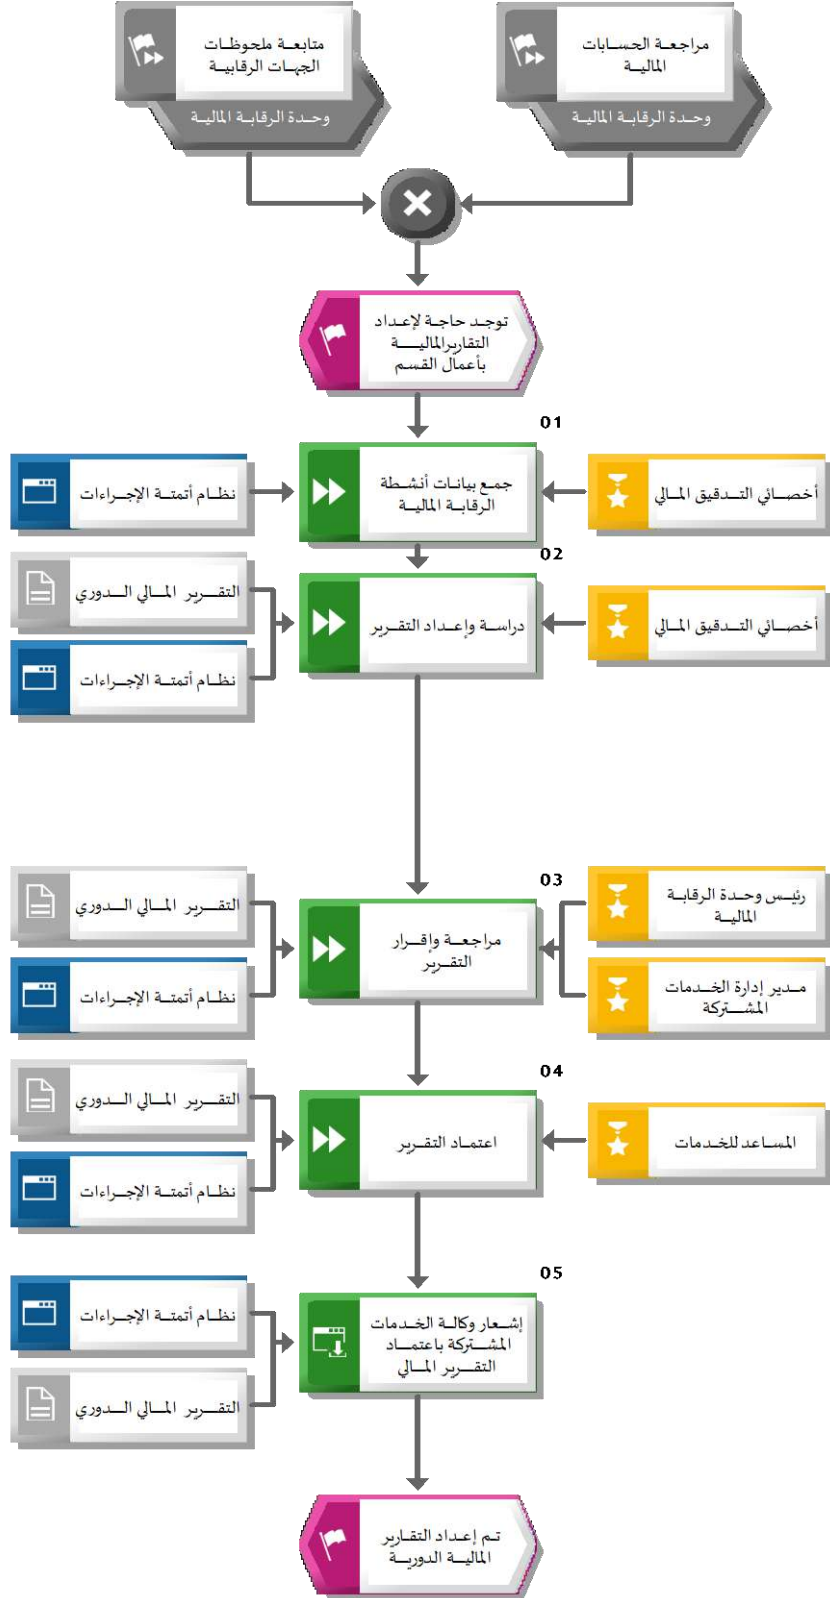 مراجعة الحسابات
المالية
وحدة الرقابة المالية
متابعة ملحوظات
الجهات الرقابية
وحدة الرقابة المالية
توجد حاجة لإعداد
التقاريرالمالية
بأعمال القسم
01
أخصائي التدقيق المالي
جمع بيانات أنشطة
الرقابة المالية
نظام أتمتة الإجراءات
02
أخصائي التدقيق المالي
دراسة وإعداد التقرير
التقرير المالي الدوري
نظام أتمتة الإجراءات
03
رئيس وحدة الرقابة
المالية
مدير إدارة الخدمات
المشتركة
مراجعة وإقرار
التقرير
التقرير المالي الدوري
نظام أتمتة الإجراءات
04
المساعد للخدمات
اعتماد التقرير
التقرير المالي الدوري
نظام أتمتة الإجراءات
05
إشعار وكالة الخدمات
المشتركة باعتماد
التقرير المالي
نظام أتمتة الإجراءات
التقرير المالي الدوري
تم إعداد التقارير
المالية الدورية